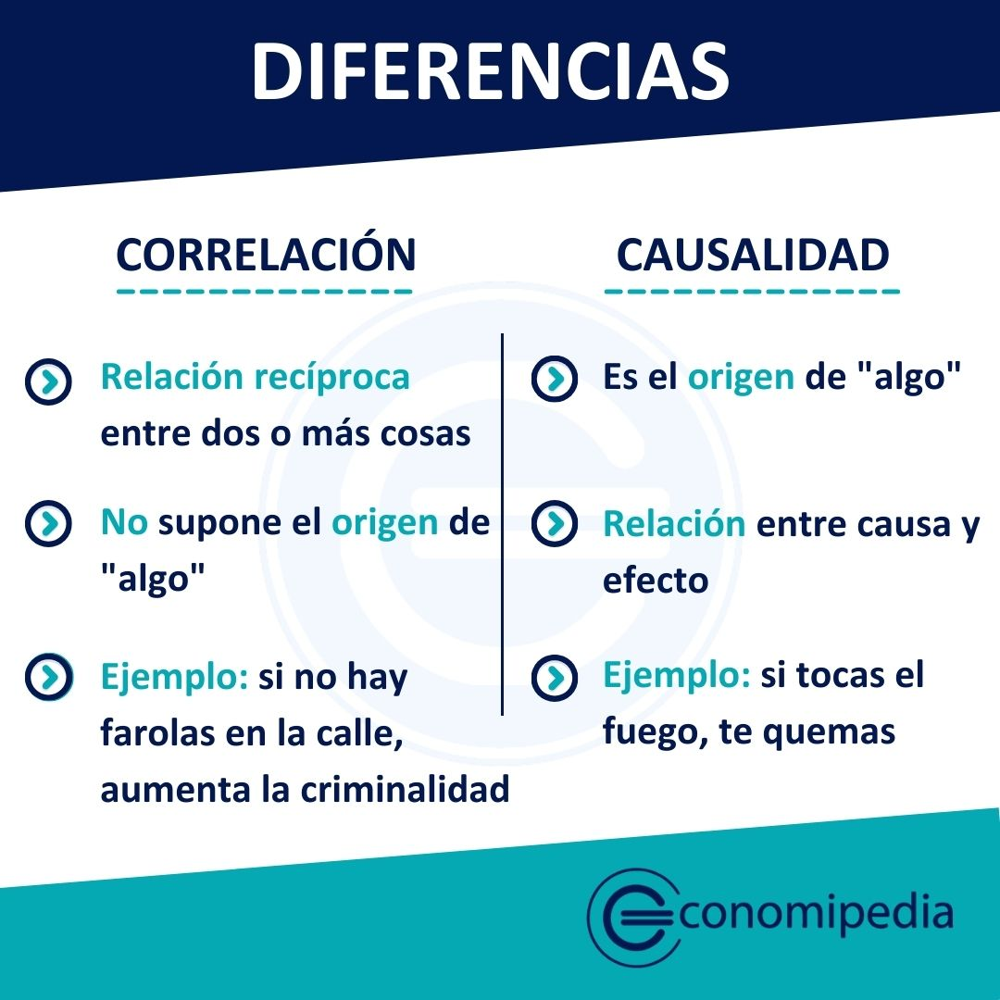 DIFERENCIAS
CORRELACIÓN
Relación recíproca
entre dos o más cosas
No supone el origen de
"algo"
Ejemplo: si no hay
farolas en la calle,
aumenta la criminalidad
CAUSALIDAD
Es el origen de "algo"
Relación entre causa y
efecto
Ejemplo: si tocas el
fuego, te quemas
economipedia